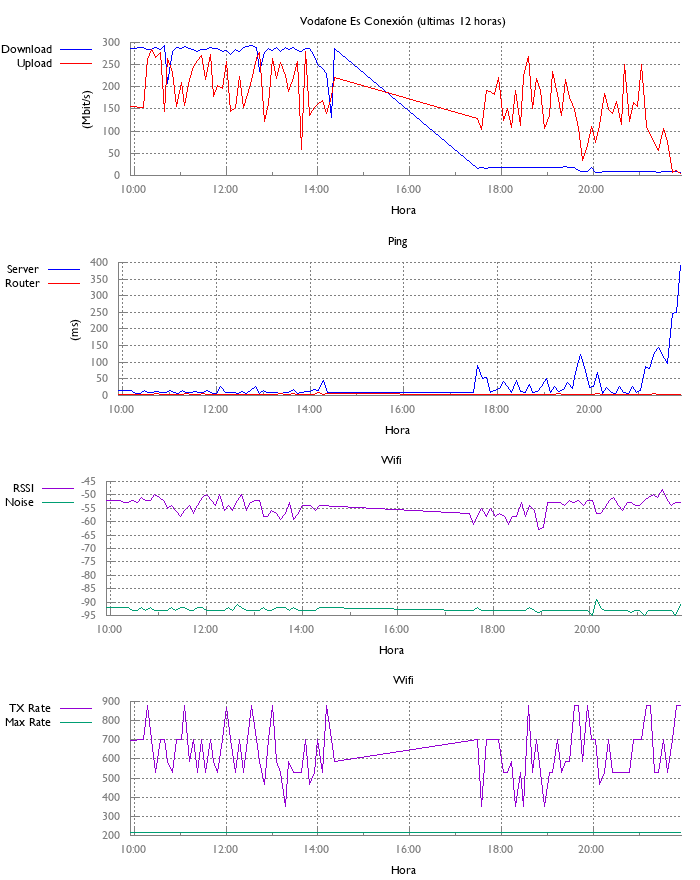 Vodafone Es Conexión (ultimas 12 horas)
Download
Upload
(Mbit/s)
300
250
200
150
100
50
0
10:00 12:00 14:00 16:00 18:00 20:00
Hora
Ping
Server
Router
(ms)
400
350
300
250
200
150
100
50
0
10:00 12:00 14:00 16:00 18:00 20:00
Hora
Wifi
RSSI
Noise
-45
-50
-55
-60
-65
-70
-75
-80
-85
-90
-95
10:00 12:00 14:00 16:00 18:00 20:00
Hora
Wifi
TX Rate
Max Rate
900
800
700
600
500
400
300
200
10:00 12:00 14:00 16:00 18:00 20:00
Hora